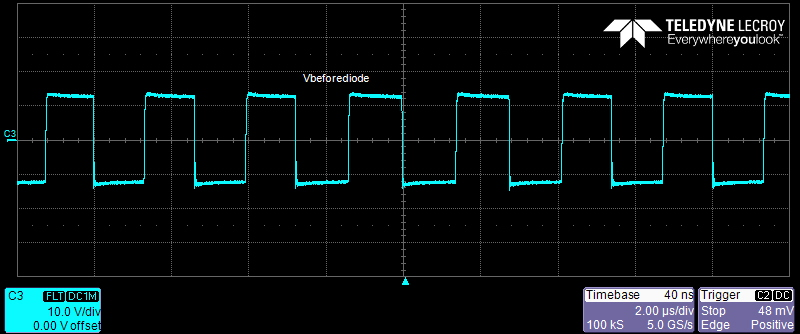 TELEDYNE LECROY
Everywhereyoulook™
Vbeforediode
C3
C3 FLT DC1M
10.0 V/div
0.00 V offset
Timebase 40 ns
2.00 µs/div
100 kS 5.0 GS/s
Trigger C2 DC
Stop 48 mV
Edge Positive